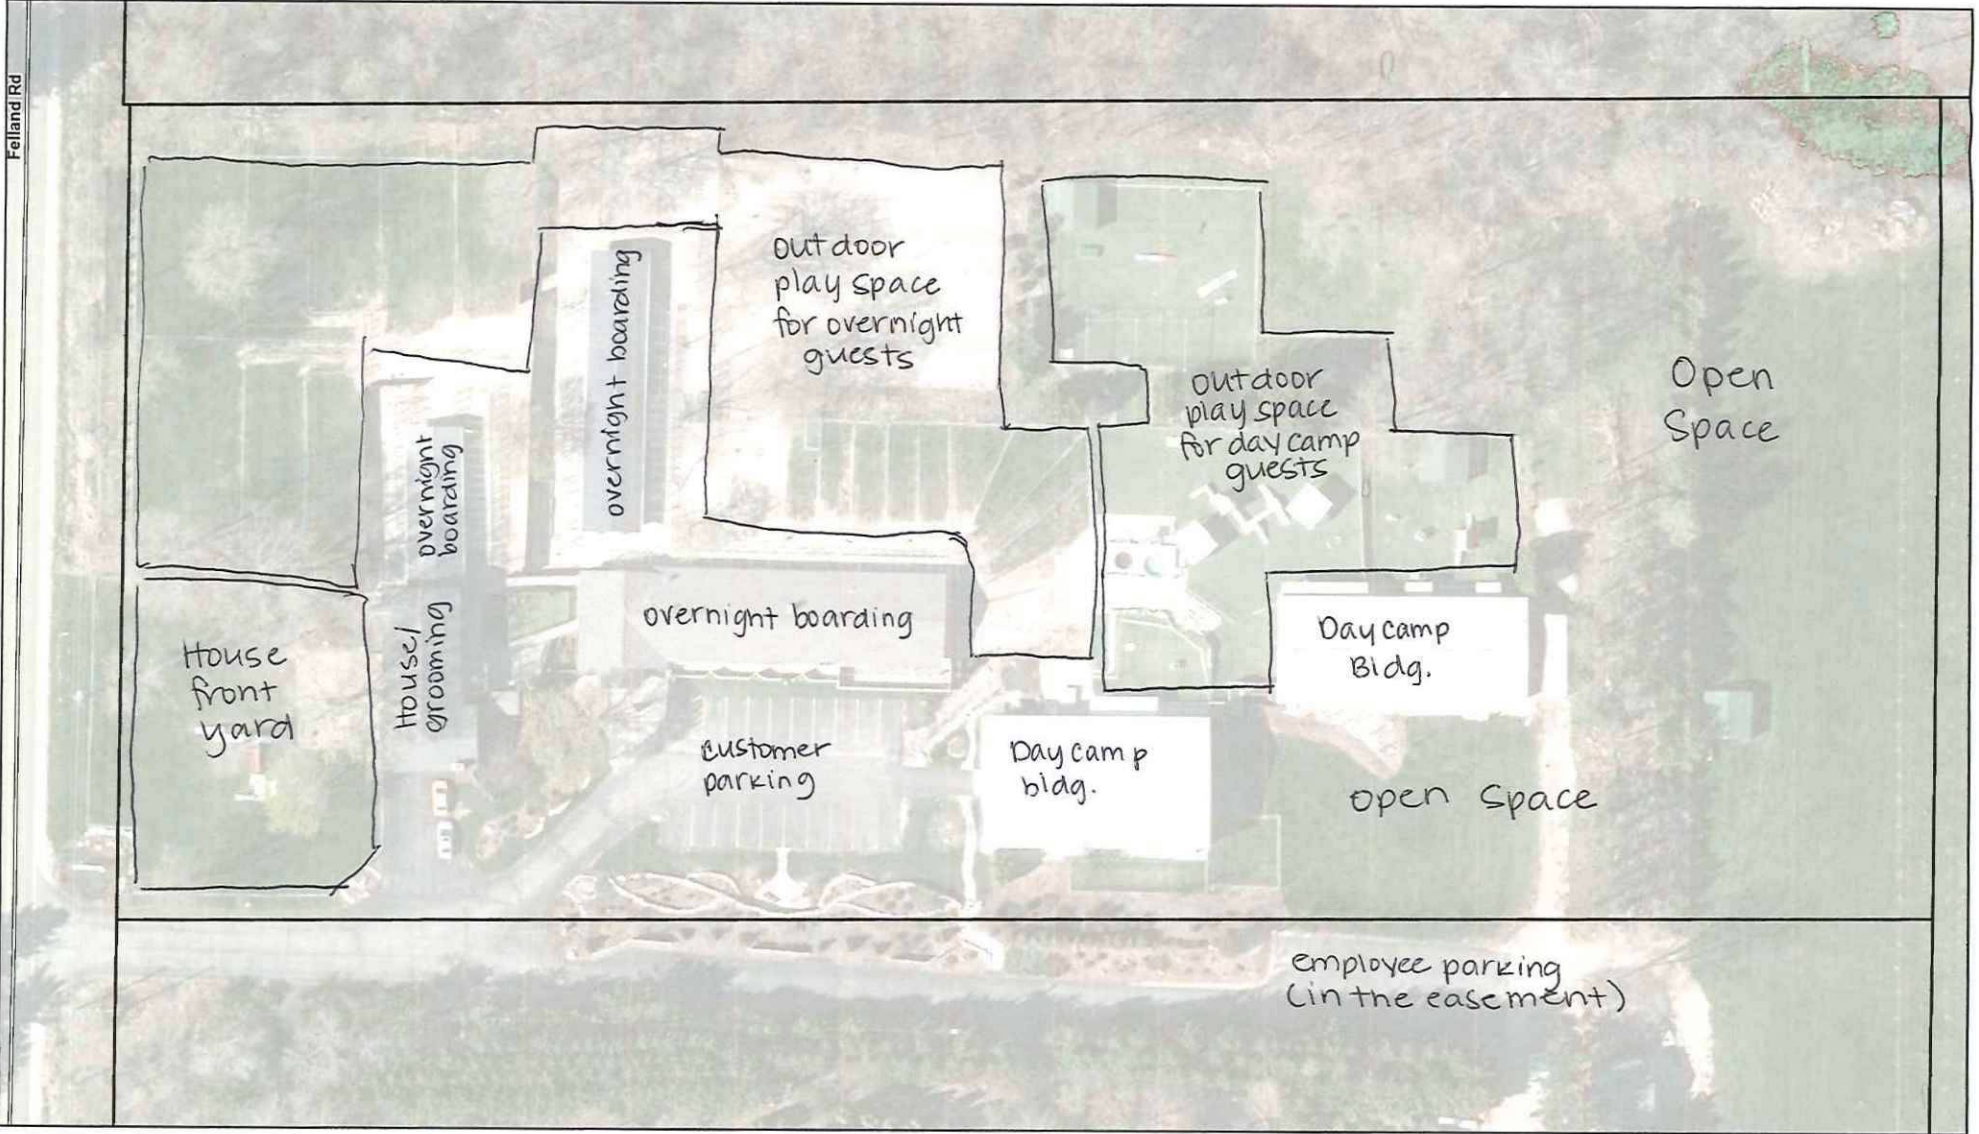 Felland Rd
outdoor
play space
for overnight
guests
overnight boarding
overnight
boarding
outdoor
play space
for day camp
guests
Open
Space
House
front
yard
House/
grooming
overnight boarding
Day camp
Bldg.
customer
parking
Day camp
bldg.
open space
employee parking
(in the easement)